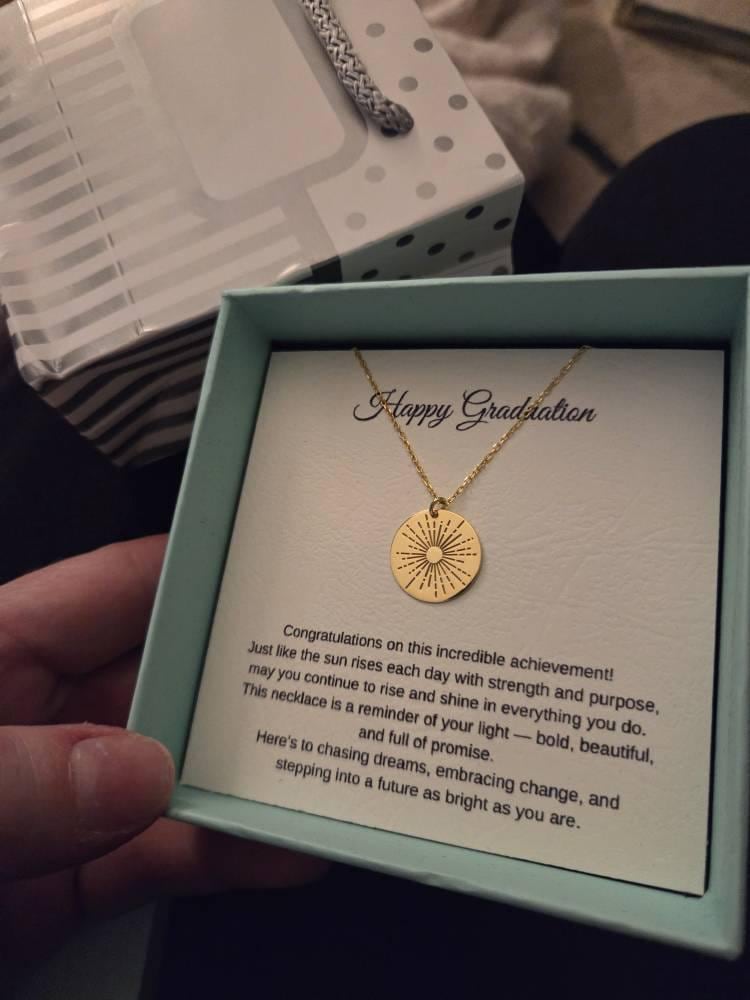 Happy Graduation
Congratulations on this incredible achievement!
Just like the sun rises each day with strength and purpose,
may you continue to rise and shine in everything you do.
This necklace is a reminder of your light — bold, beautiful,
and full of promise.
Here's to chasing dreams, embracing change, and
stepping into a future as bright as you are.